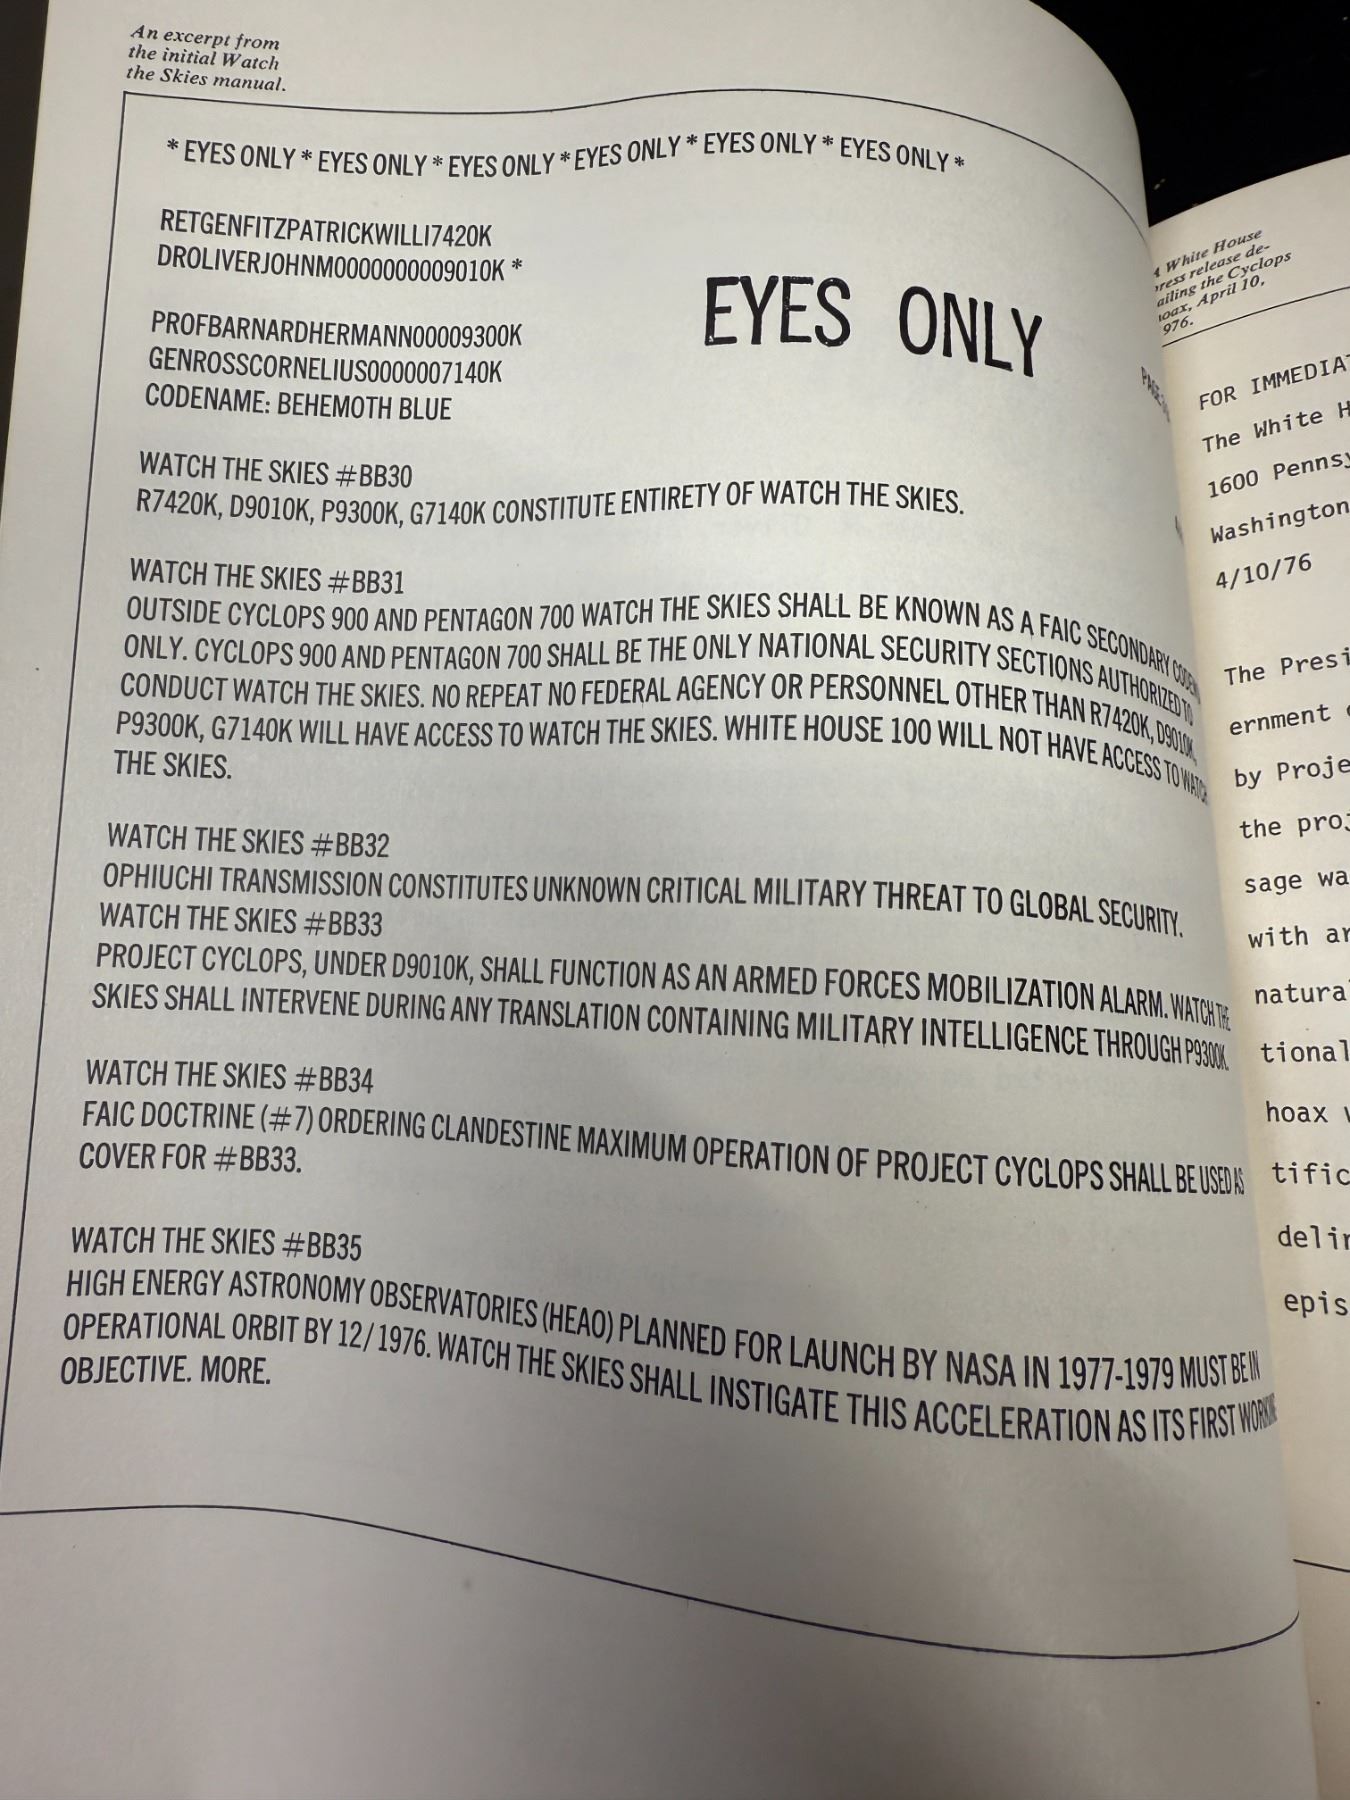 An excerpt from
the initial Watch
the Skies manual.
* EYES ONLY * EYES ONLY * EYES ONLY * EYES ONLY * EYES ONLY * EYES ONLY *
RETGENFITZPATRICKWILLI7420K
DROLIVERJOHNM0000000009010K *
EYES ONLY
PROFBARNARDHERMANN00009300K
GENROSSCORNELIUS0000007140K
CODENAME: BEHEMOTH BLUE
WATCH THE SKIES #BB30
R7420K, D9010K, P9300K, G7140K CONSTITUTE ENTIRETY OF WATCH THE SKIES.
WATCH THE SKIES #BB31
OUTSIDE CYCLOPS 900 AND PENTAGON 700 WATCH THE SKIES SHALL BE KNOWN AS A FAIC SECONDARY
ONLY. CYCLOPS 900 AND PENTAGON 700 SHALL BE THE ONLY NATIONAL SECURITY SECTIONS AUTHORIZED TO
CONDUCT WATCH THE SKIES. NO REPEAT NO FEDERAL AGENCY OR PERSONNEL OTHER THAN R7420K, D9010K,
P9300K, G7140K WILL HAVE ACCESS TO WATCH THE SKIES. WHITE HOUSE 100 WILL NOT HAVE ACCESS TO WATCH
THE SKIES.
WATCH THE SKIES #BB32
OPHIUCHI TRANSMISSION CONSTITUTES UNKNOWN CRITICAL MILITARY THREAT TO GLOBAL SECURITY.
WATCH THE SKIES #BB33
PROJECT CYCLOPS, UNDER D9010K, SHALL FUNCTION AS AN ARMED FORCES MOBILIZATION ALARM. WATCH THE
SKIES SHALL INTERVENE DURING ANY TRANSLATION CONTAINING MILITARY INTELLIGENCE THROUGH P9300K.
WATCH THE SKIES #BB34
FAIC DOCTRINE (#7) ORDERING CLANDESTINE MAXIMUM OPERATION OF PROJECT CYCLOPS SHALL BE USED AS
COVER FOR #BB33.
WATCH THE SKIES #BB35
HIGH ENERGY ASTRONOMY OBSERVATORIES (HEAO) PLANNED FOR LAUNCH BY NASA IN 1977-1979 MUST BE IN
OPERATIONAL ORBIT BY 12/1976. WATCH THE SKIES SHALL INSTIGATE THIS ACCELERATION AS ITS FIRST WORKING
OBJECTIVE. MORE.
A White House
press release de-
ailing the Cyclops
oax, April 10,
976.
FOR IMMEDIAT
The White H
1600 Pennsy
Washington
4/10/76
The Presi
ernment
by Proje
the proj
sage wa
with ar
natura
tional
hoax
tific
delin
epis